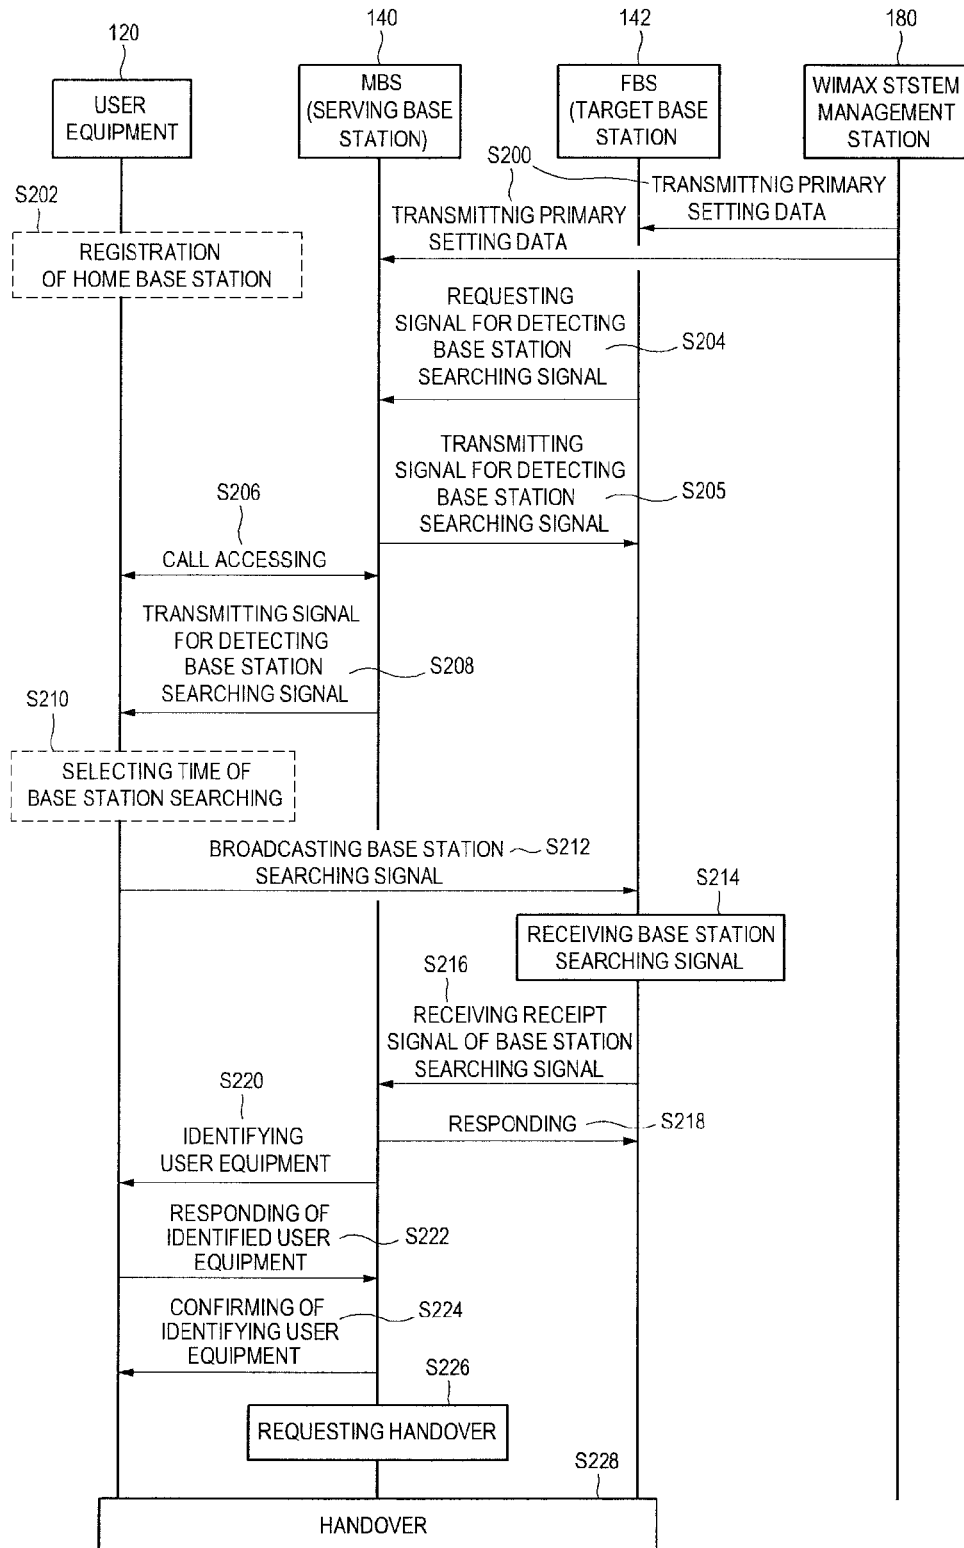 120
140
142
180
USER
EQUIPMENT
MBS
(SERVING BASE
STATION)
FBS
(TARGET BASE
STATION
WIMAX STSTEM
MANAGEMENT
STATION
S200
TRANSMITTNIG PRIMARY
SETTING DATA
TRANSMITTNIG PRIMARY
SETTING DATA
S202
REGISTRATION
OF HOME BASE STATION
REQUESTING
SIGNAL FOR DETECTING
BASE STATION
SEARCHING SIGNAL
S204
TRANSMITTING
SIGNAL FOR DETECTING
BASE STATION
SEARCHING SIGNAL
S205
S206
CALL ACCESSING
TRANSMITTING SIGNAL
FOR DETECTING
BASE STATION
SEARCHING SIGNAL
S208
S210
SELECTING TIME OF
BASE STATION SEARCHING
BROADCASTING BASE STATION
SEARCHING SIGNAL
S212
S214
RECEIVING BASE STATION
SEARCHING SIGNAL
S216
RECEIVING RECEIPT
SIGNAL OF BASE STATION
SEARCHING SIGNAL
RESPONDING
S218
S220
IDENTIFYING
USER EQUIPMENT
RESPONDING OF
IDENTIFIED USER
EQUIPMENT
S222
CONFIRMING OF
IDENTIFYING USER
EQUIPMENT
S224
S226
REQUESTING HANDOVER
S228
HANDOVER